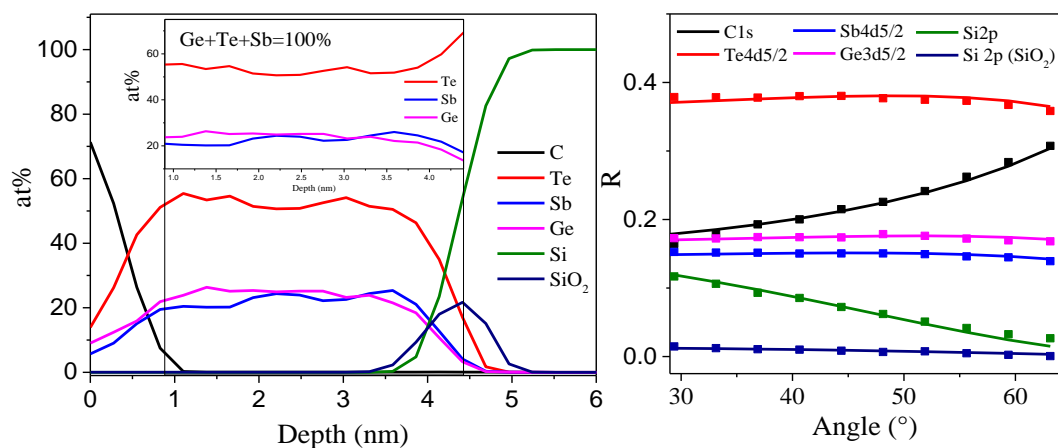 Ge+Te+Sb=100%
Te
Sb
Ge
at%
60
40
20
1.0 1.5 2.0 2.5 3.0 3.5 4.0
Depth (nm)
C
Te
Sb
Ge
Si
SiO₂
at%
100
80
60
40
20
0
0 1 2 3 4 5 6
Depth (nm)
C1s
Te4d5/2
Sb4d5/2
Ge3d5/2
Si2p
Si 2p (SiO₂)
R
0.4
0.2
0.0
30 40 50 60
Angle (°)